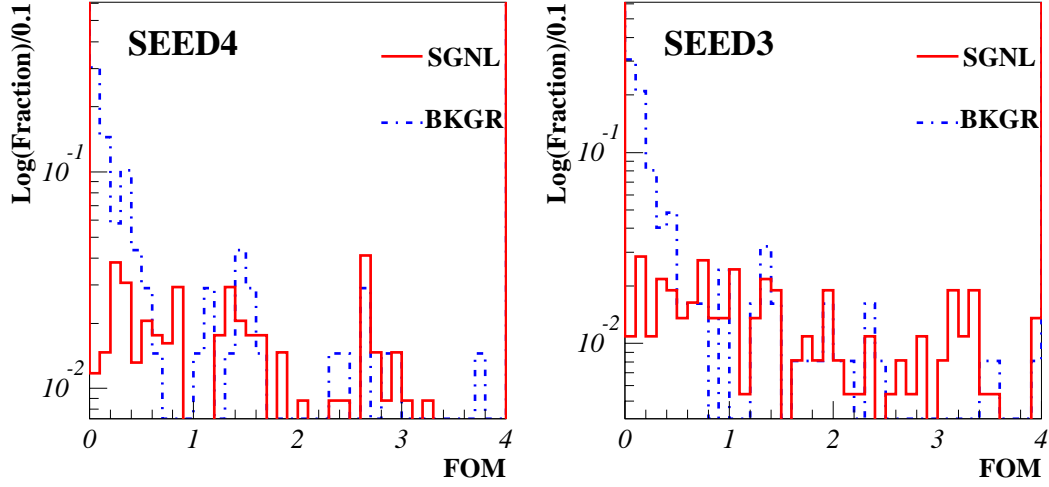 Log(Fraction)/0.1
SEED4
SGNL
BKGR
10^-1
10^-2
0 1 2 3 4
FOM
Log(Fraction)/0.1
SEED3
SGNL
BKGR
10^-1
10^-2
0 1 2 3 4
FOM